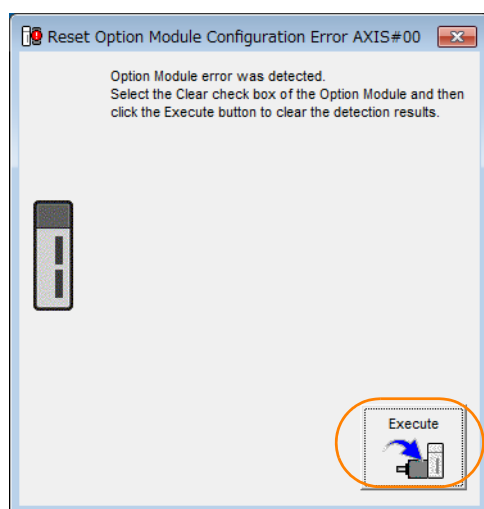 Reset Option Module Configuration Error AXIS#00
Option Module error was detected.
Select the Clear check box of the Option Module and then
click the Execute button to clear the detection results.
Execute